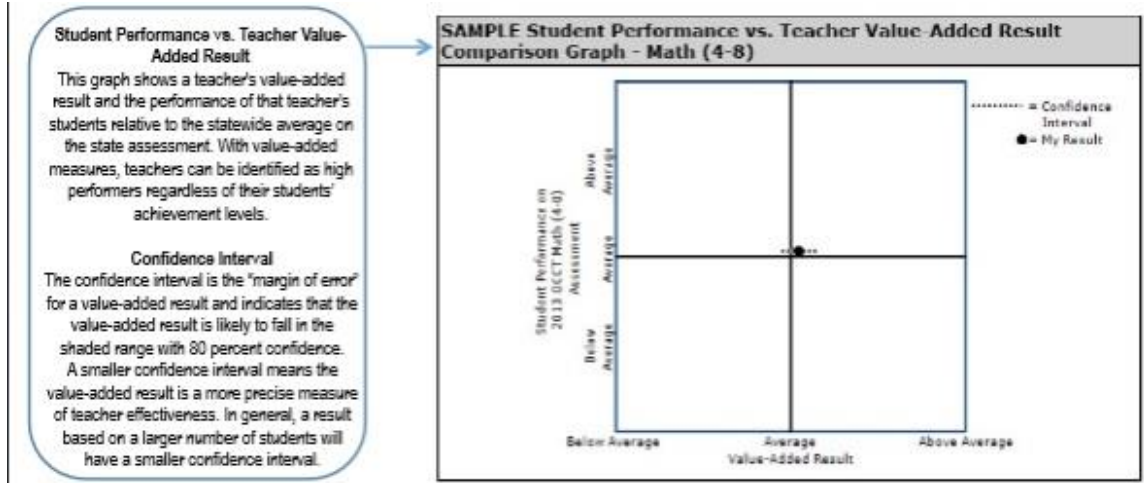 Student Performance vs. Teacher Value-
Added Result
This graph shows a teacher's value-added
result and the performance of that teacher's
students relative to the statewide average on
the state assessment. With value-added
measures, teachers can be identified as high
performers regardless of their students'
achievement levels.
Confidence Interval
The confidence interval is the "margin of error"
for a value-added result and indicates that the
value-added result is likely to fall in the
shaded range with 80 percent confidence.
A smaller confidence interval means the
value-added result is a more precise measure
of teacher effectiveness. In general, a result
based on a larger number of students will
have a smaller confidence interval.
SAMPLE Student Performance vs. Teacher Value-Added Result
Comparison Graph - Math (4-8)
= Confidence
Interval
= My Result
Student Performance on
2013 OCCT Math (4-8)
Assessment
Above
Average
Average
Below
Average
Below Average
Average
Above Average
Value-Added Result